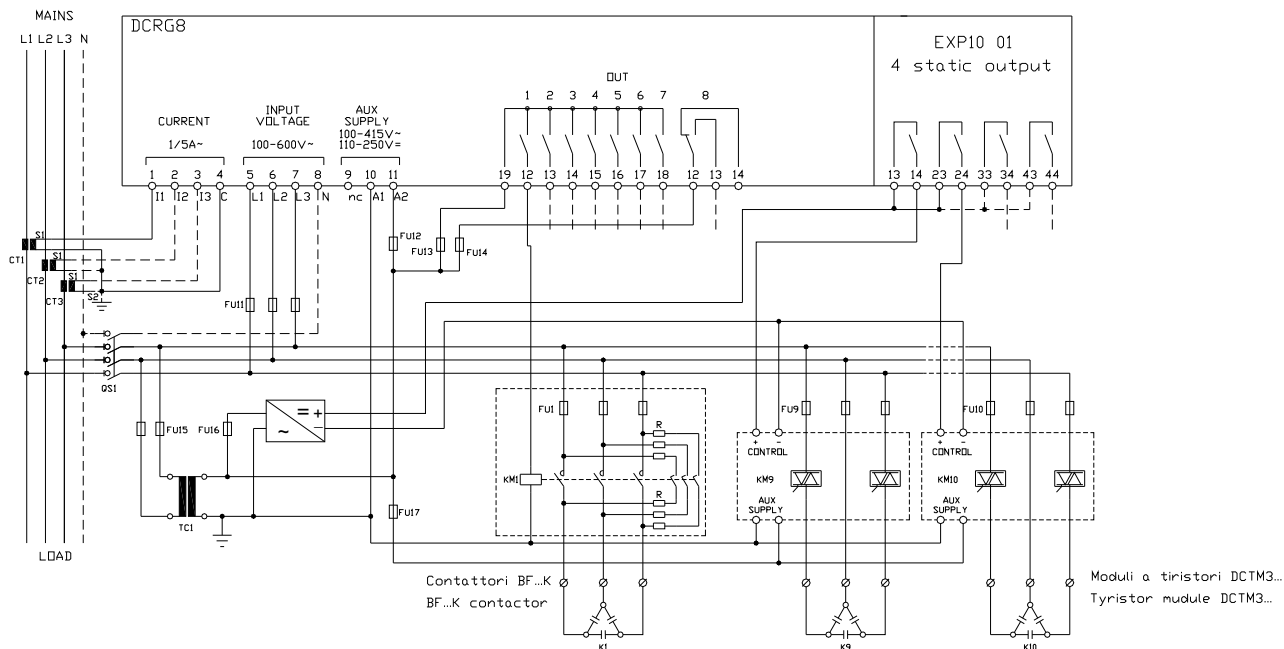 MAINS
L1 L2 L3 N
DCRG8
EXP10 01
4 static output
OUT
1 2 3 4 5 6 7 8
CURRENT
1/5A~
INPUT
VOLTAGE
100-600V~
AUX
SUPPLY
100-415V~
110-250V=
1 2 3 4 5 6 7 8 9 10 11 19 12 13 14 15 16 17 18 12 13 14 13 14 23 24 33 34 43 44
I1 I2 I3 C L1 L2 L3 N nc A1 A2
S1
CT1
S1
CT2
S1
CT3
S2
FU12
FU13
FU14
FU11
QS1
FU15
FU16
= +
~ −
FU1
R
R
KM1
FU9
FU10
+ −
CONTROL
KM9
AUX
SUPPLY
+ −
CONTROL
KM10
AUX
SUPPLY
FU17
TC1
LOAD
Contattori BF...K
BF...K contactor
Moduli a tiristori DCTM3...
Tyristor mudule DCTM3...
K1
K9
K10